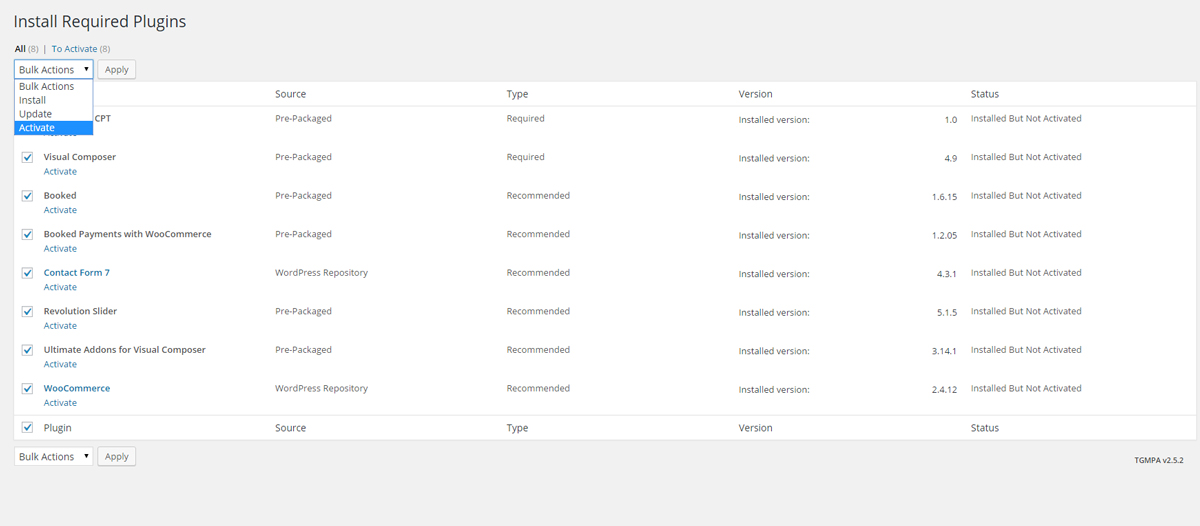 Install Required Plugins
All (8) | To Activate (8)
Bulk Actions Apply
Bulk Actions
Install
Update
Activate
Source Type Version Status
CPT Pre-Packaged Required Installed version: 1.0 Installed But Not Activated
Visual Composer Pre-Packaged Required Installed version: 4.9 Installed But Not Activated
Activate
Booked Pre-Packaged Recommended Installed version: 1.6.15 Installed But Not Activated
Activate
Booked Payments with WooCommerce Pre-Packaged Recommended Installed version: 1.2.05 Installed But Not Activated
Activate
Contact Form 7 WordPress Repository Recommended Installed version: 4.3.1 Installed But Not Activated
Activate
Revolution Slider Pre-Packaged Recommended Installed version: 5.1.5 Installed But Not Activated
Activate
Ultimate Addons for Visual Composer Pre-Packaged Recommended Installed version: 3.14.1 Installed But Not Activated
Activate
WooCommerce WordPress Repository Recommended Installed version: 2.4.12 Installed But Not Activated
Activate
Plugin Source Type Version Status
Bulk Actions Apply
TGMPA v2.5.2